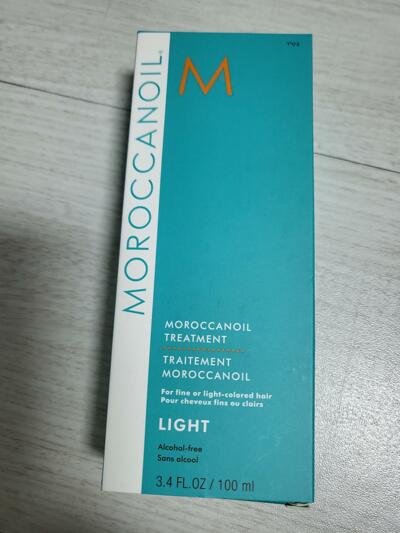 MOROCCANOIL®
M
MOROCCANOIL
TREATMENT
TRAITEMENT
MOROCCANOIL
For fine or light-colored hair
Pour cheveux fins ou clairs
LIGHT
Alcohol-free
Sans alcool
3.4 FL.OZ / 100 ml